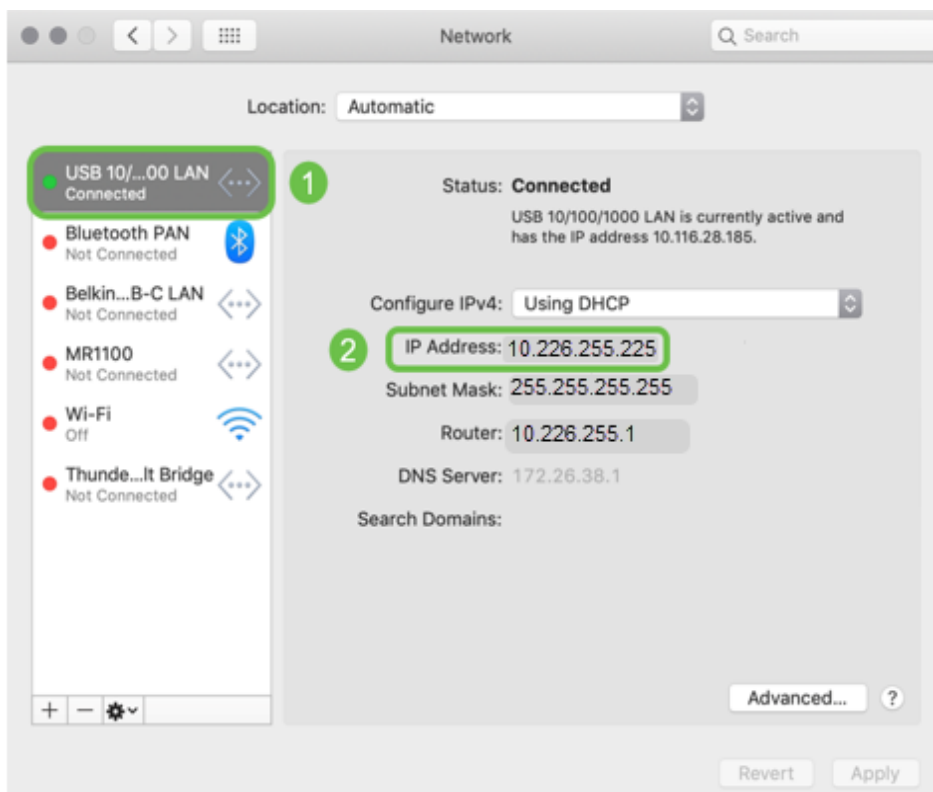 Network
Search
Location: Automatic
USB 10/...00 LAN
Connected
1
Bluetooth PAN
Not Connected
Belkin...B-C LAN
Not Connected
MR1100
Not Connected
Wi-Fi
Off
Thunde...lt Bridge
Not Connected
Status: Connected
USB 10/100/1000 LAN is currently active and
has the IP address 10.116.28.185.
Configure IPv4: Using DHCP
2
IP Address: 10.226.255.225
Subnet Mask: 255.255.255.255
Router: 10.226.255.1
DNS Server: 172.26.38.1
Search Domains:
Advanced... ?
Revert Apply